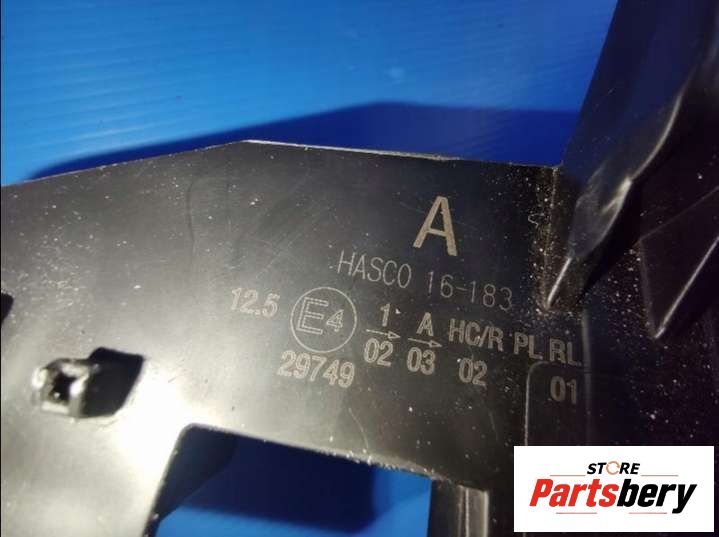 A
HASCO 16-183
12.5 E4 1 A HC/R PL RL
29749 02 03 02 01
STORE
Partsbery